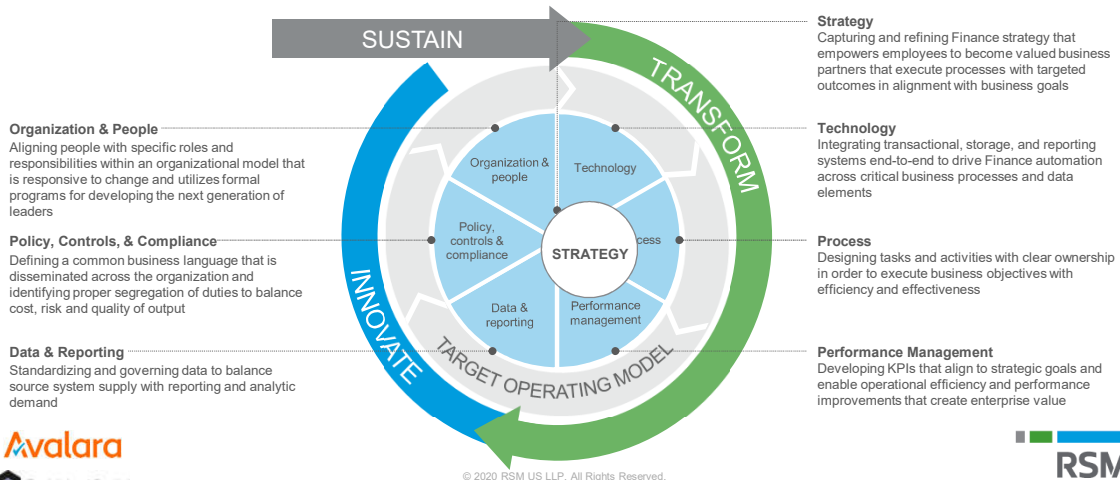 SUSTAIN
TRANSFORM
INNOVATE
TARGET OPERATING MODEL
Organization &
people
Technology
Policy,
controls &
compliance
STRATEGY
Data &
reporting
Performance
management
Organization & People
Aligning people with specific roles and
responsibilities within an organizational model that
is responsive to change and utilizes formal
programs for developing the next generation of
leaders
Policy, Controls, & Compliance
Defining a common business language that is
disseminated across the organization and
identifying proper segregation of duties to balance
cost, risk and quality of output
Data & Reporting
Standardizing and governing data to balance
source system supply with reporting and analytic
demand
Strategy
Capturing and refining Finance strategy that
empowers employees to become valued business
partners that execute processes with targeted
outcomes in alignment with business goals
Technology
Integrating transactional, storage, and reporting
systems end-to-end to drive Finance automation
across critical business processes and data
elements
Process
Designing tasks and activities with clear ownership
in order to execute business objectives with
efficiency and effectiveness
Performance Management
Developing KPIs that align to strategic goals and
enable operational efficiency and performance
improvements that create enterprise value
Avalara
© 2020 RSM US LLP. All Rights Reserved.
RSM